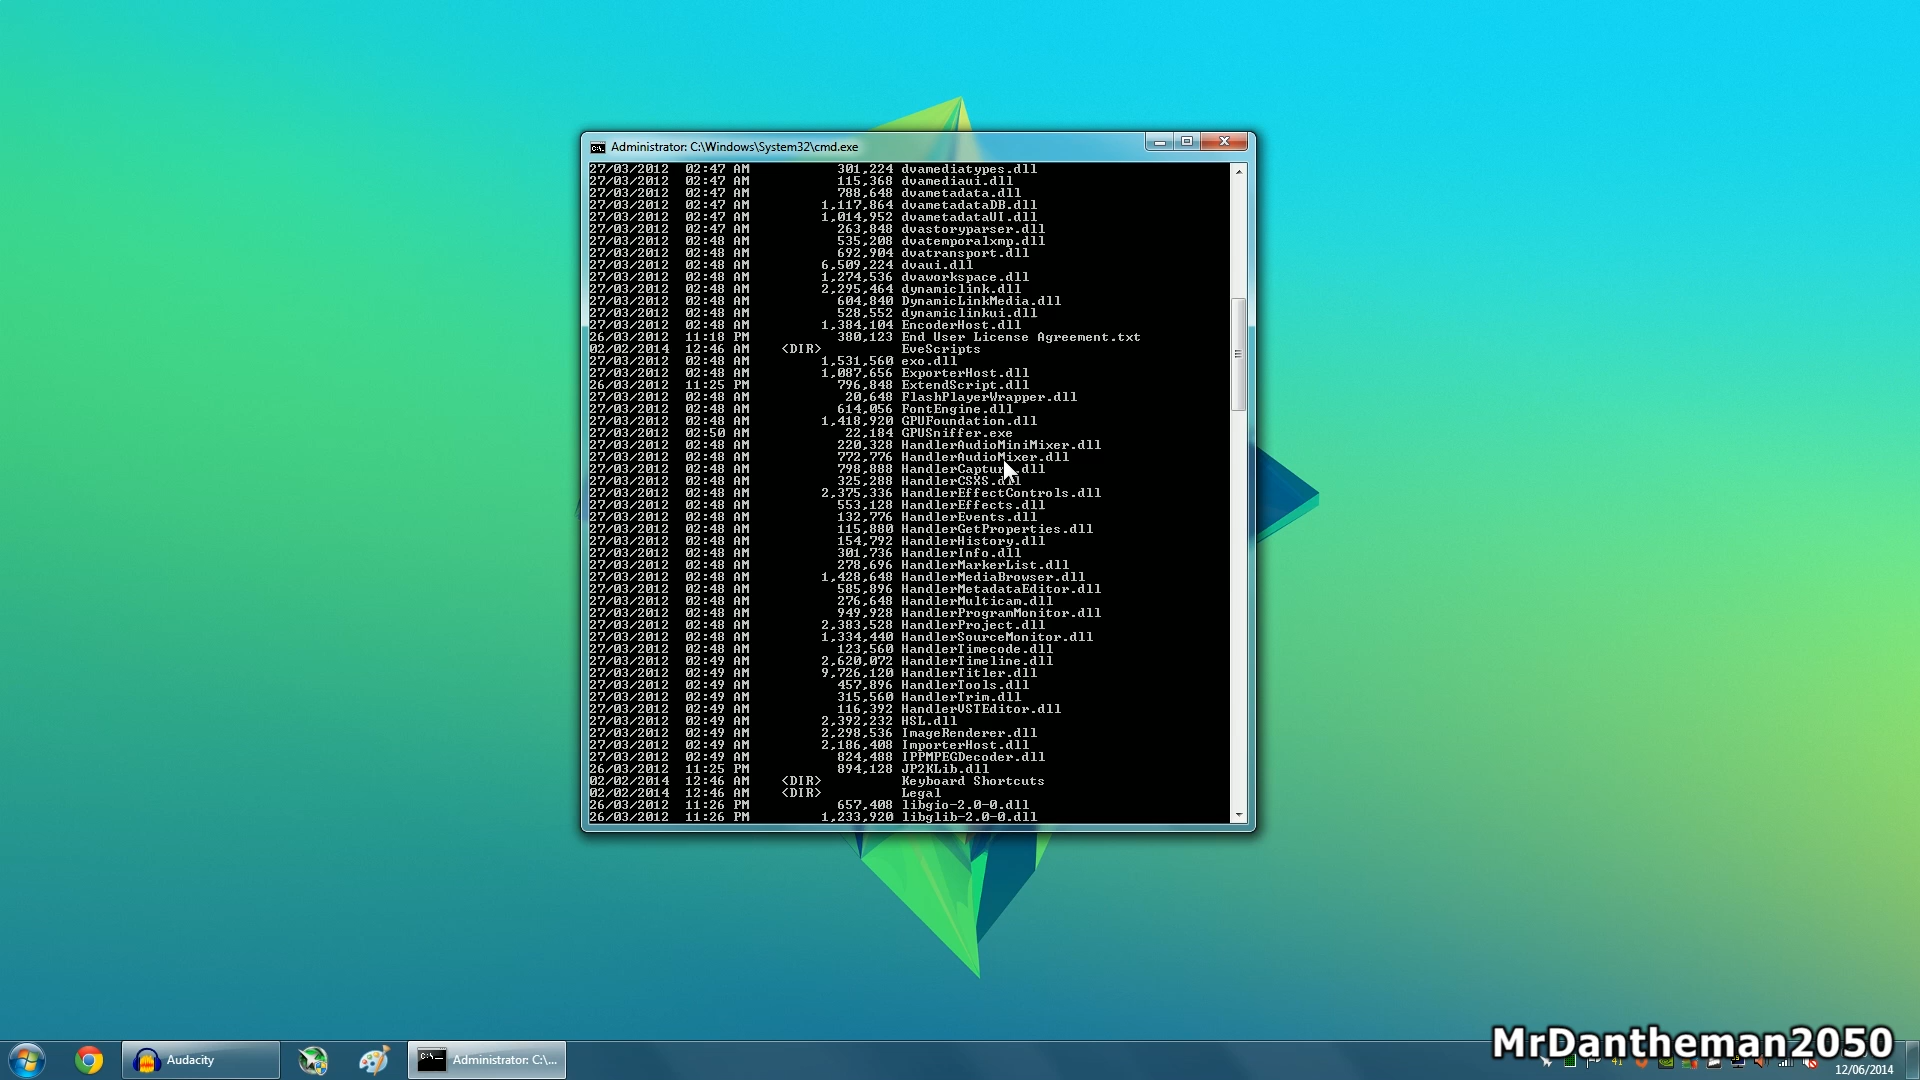 Administrator: C:\Windows\System32\cmd.exe
27/03/2012  02:47 AM           301,224 dvamediatypes.dll
27/03/2012  02:47 AM           115,368 dvamediaui.dll
27/03/2012  02:47 AM           788,648 dvametadata.dll
27/03/2012  02:47 AM         1,117,864 dvametadataDB.dll
27/03/2012  02:47 AM         1,014,952 dvametadataUI.dll
27/03/2012  02:47 AM           263,848 dvastoryparser.dll
27/03/2012  02:48 AM           535,208 dvatemporalxmp.dll
27/03/2012  02:48 AM           692,904 dvatransport.dll
27/03/2012  02:48 AM         6,509,224 dvaui.dll
27/03/2012  02:48 AM         1,274,536 dvaworkspace.dll
27/03/2012  02:48 AM         2,295,464 dynamiclink.dll
27/03/2012  02:48 AM           604,840 DynamicLinkMedia.dll
27/03/2012  02:48 AM           528,552 dynamiclinkui.dll
27/03/2012  02:48 AM         1,384,104 EncoderHost.dll
26/03/2012  11:18 PM           380,123 End User License Agreement.txt
02/02/2014  12:46 AM    <DIR>          EveScripts
27/03/2012  02:48 AM         1,531,560 exo.dll
27/03/2012  02:48 AM         1,087,656 ExporterHost.dll
26/03/2012  11:25 PM           796,848 ExtendScript.dll
27/03/2012  02:48 AM            20,648 FlashPlayerWrapper.dll
27/03/2012  02:48 AM           614,056 FontEngine.dll
27/03/2012  02:48 AM         1,418,920 GPUFoundation.dll
27/03/2012  02:50 AM            22,184 GPUSniffer.exe
27/03/2012  02:48 AM           220,328 HandlerAudioMiniMixer.dll
27/03/2012  02:48 AM           772,776 HandlerAudioMixer.dll
27/03/2012  02:48 AM           798,888 HandlerCapture.dll
27/03/2012  02:48 AM           325,288 HandlerCSXS.dll
27/03/2012  02:48 AM         2,375,336 HandlerEffectControls.dll
27/03/2012  02:48 AM           553,128 HandlerEffects.dll
27/03/2012  02:48 AM           132,776 HandlerEvents.dll
27/03/2012  02:48 AM           115,880 HandlerGetProperties.dll
27/03/2012  02:48 AM           154,792 HandlerHistory.dll
27/03/2012  02:48 AM           301,736 HandlerInfo.dll
27/03/2012  02:48 AM           278,696 HandlerMarkerList.dll
27/03/2012  02:48 AM         1,428,648 HandlerMediaBrowser.dll
27/03/2012  02:48 AM           585,896 HandlerMetadataEditor.dll
27/03/2012  02:48 AM           276,648 HandlerMulticam.dll
27/03/2012  02:48 AM           949,928 HandlerProgramMonitor.dll
27/03/2012  02:48 AM         2,383,528 HandlerProject.dll
27/03/2012  02:48 AM         1,334,440 HandlerSourceMonitor.dll
27/03/2012  02:48 AM           123,560 HandlerTimecode.dll
27/03/2012  02:49 AM         2,620,072 HandlerTimeline.dll
27/03/2012  02:49 AM         9,726,120 HandlerTitler.dll
27/03/2012  02:49 AM           457,896 HandlerTools.dll
27/03/2012  02:49 AM           315,560 HandlerTrim.dll
27/03/2012  02:49 AM           116,392 HandlerVSTEditor.dll
27/03/2012  02:49 AM         2,392,232 HSL.dll
27/03/2012  02:49 AM         2,298,536 ImageRenderer.dll
27/03/2012  02:49 AM         2,186,408 ImporterHost.dll
27/03/2012  02:49 AM           824,488 IPPMPEGDecoder.dll
26/03/2012  11:25 PM           894,128 JP2KLib.dll
02/02/2014  12:46 AM    <DIR>          Keyboard Shortcuts
02/02/2014  12:46 AM    <DIR>          Legal
26/03/2012  11:26 PM           657,408 libgio-2.0-0.dll
26/03/2012  11:26 PM         1,233,920 libglib-2.0-0.dll
MrDantheman2050
Audacity
Administrator: C:\...
12/06/2014